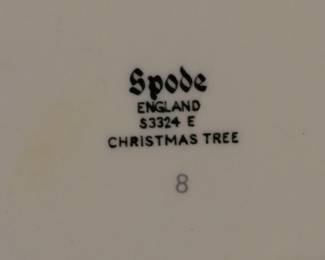 Spode
ENGLAND
S3324 E
CHRISTMAS TREE
8